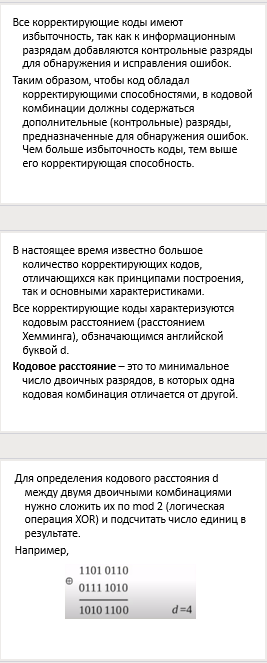 Все корректирующие коды имеют
избыточность, так как к информационным
разрядам добавляются контрольные разряды
для обнаружения и исправления ошибок.
Таким образом, чтобы код обладал
корректирующими способностями, в кодовой
комбинации должны содержаться
дополнительные (контрольные) разряды,
предназначенные для обнаружения ошибок.
Чем больше избыточность коды, тем выше
его корректирующая способность.
В настоящее время известно большое
количество корректирующих кодов,
отличающихся как принципами построения,
так и основными характеристиками.
Все корректирующие коды характеризуются
кодовым расстоянием (расстоянием
Хемминга), обозначающимся английской
буквой d.
Кодовое расстояние – это то минимальное
число двоичных разрядов, в которых одна
кодовая комбинация отличается от другой.
Для определения кодового расстояния d
между двумя двоичными комбинациями
нужно сложить их по mod 2 (логическая
операция XOR) и подсчитать число единиц в
результате.
Например,
1101 0110
⊕
0111 1010
1010 1100 d=4